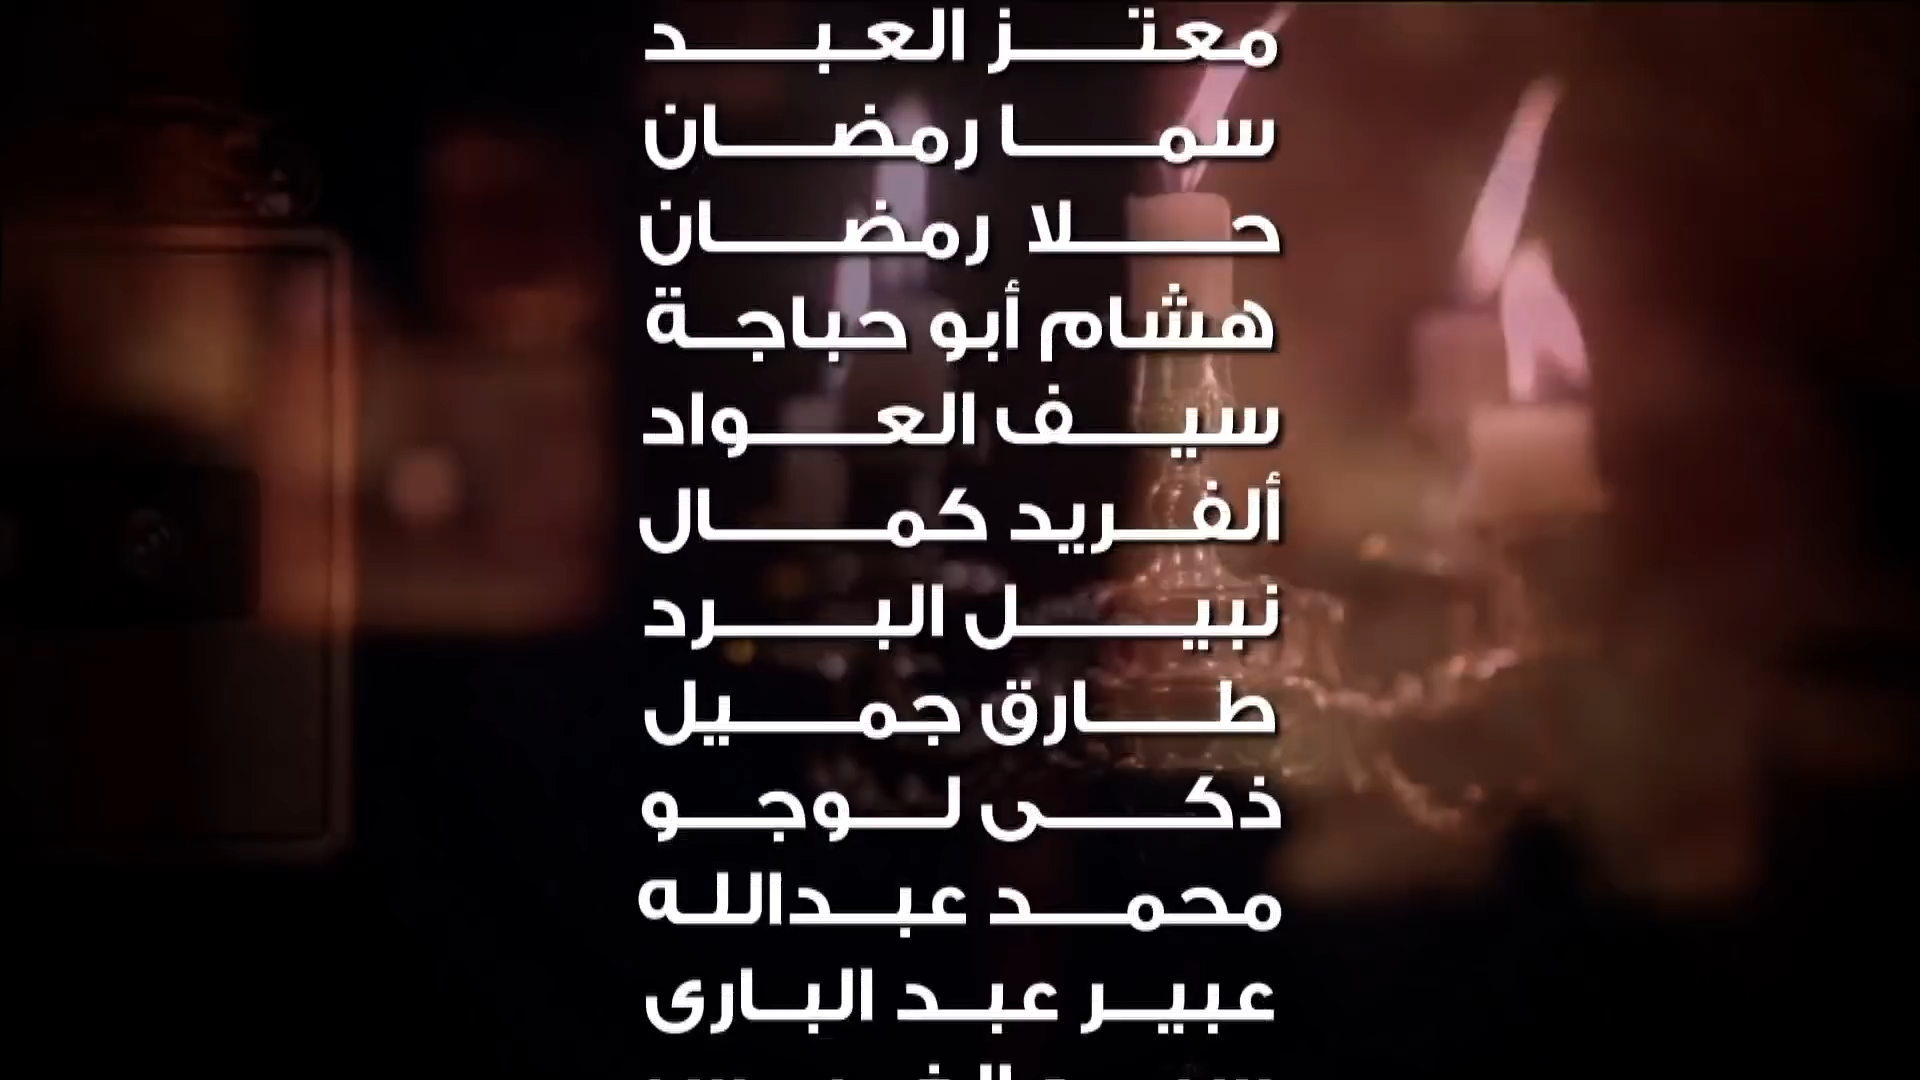 معتز العبد
سما رمضان
حلا رمضان
هشام أبو حباجة
سيف العواد
ألفريد كمال
نبيل البرد
طارق جميل
ذكى لوجو
محمد عبدالله
عبير عبد البارى